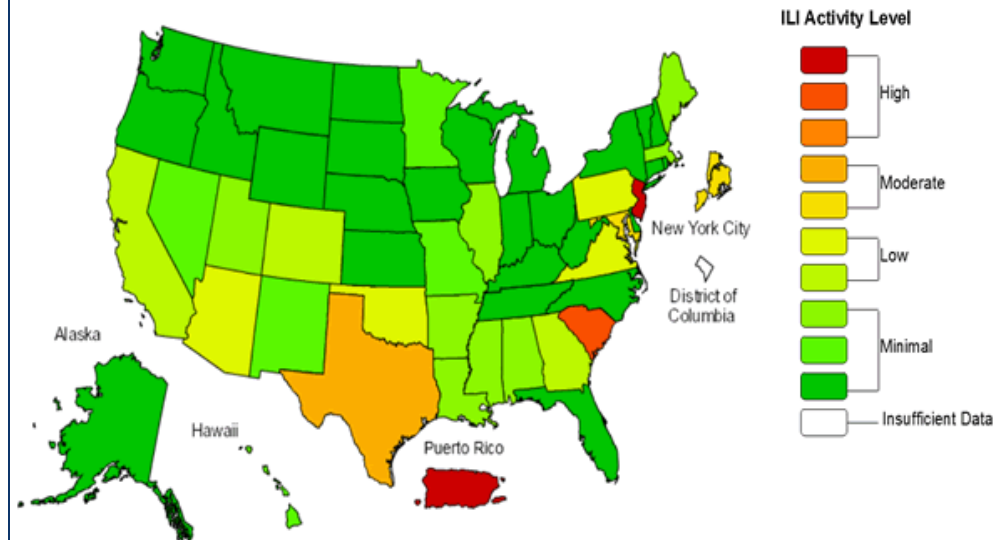 ILI Activity Level
High
Moderate
New York City
Low
District of
Columbia
Alaska
Minimal
Hawaii
Insufficient Data
Puerto Rico